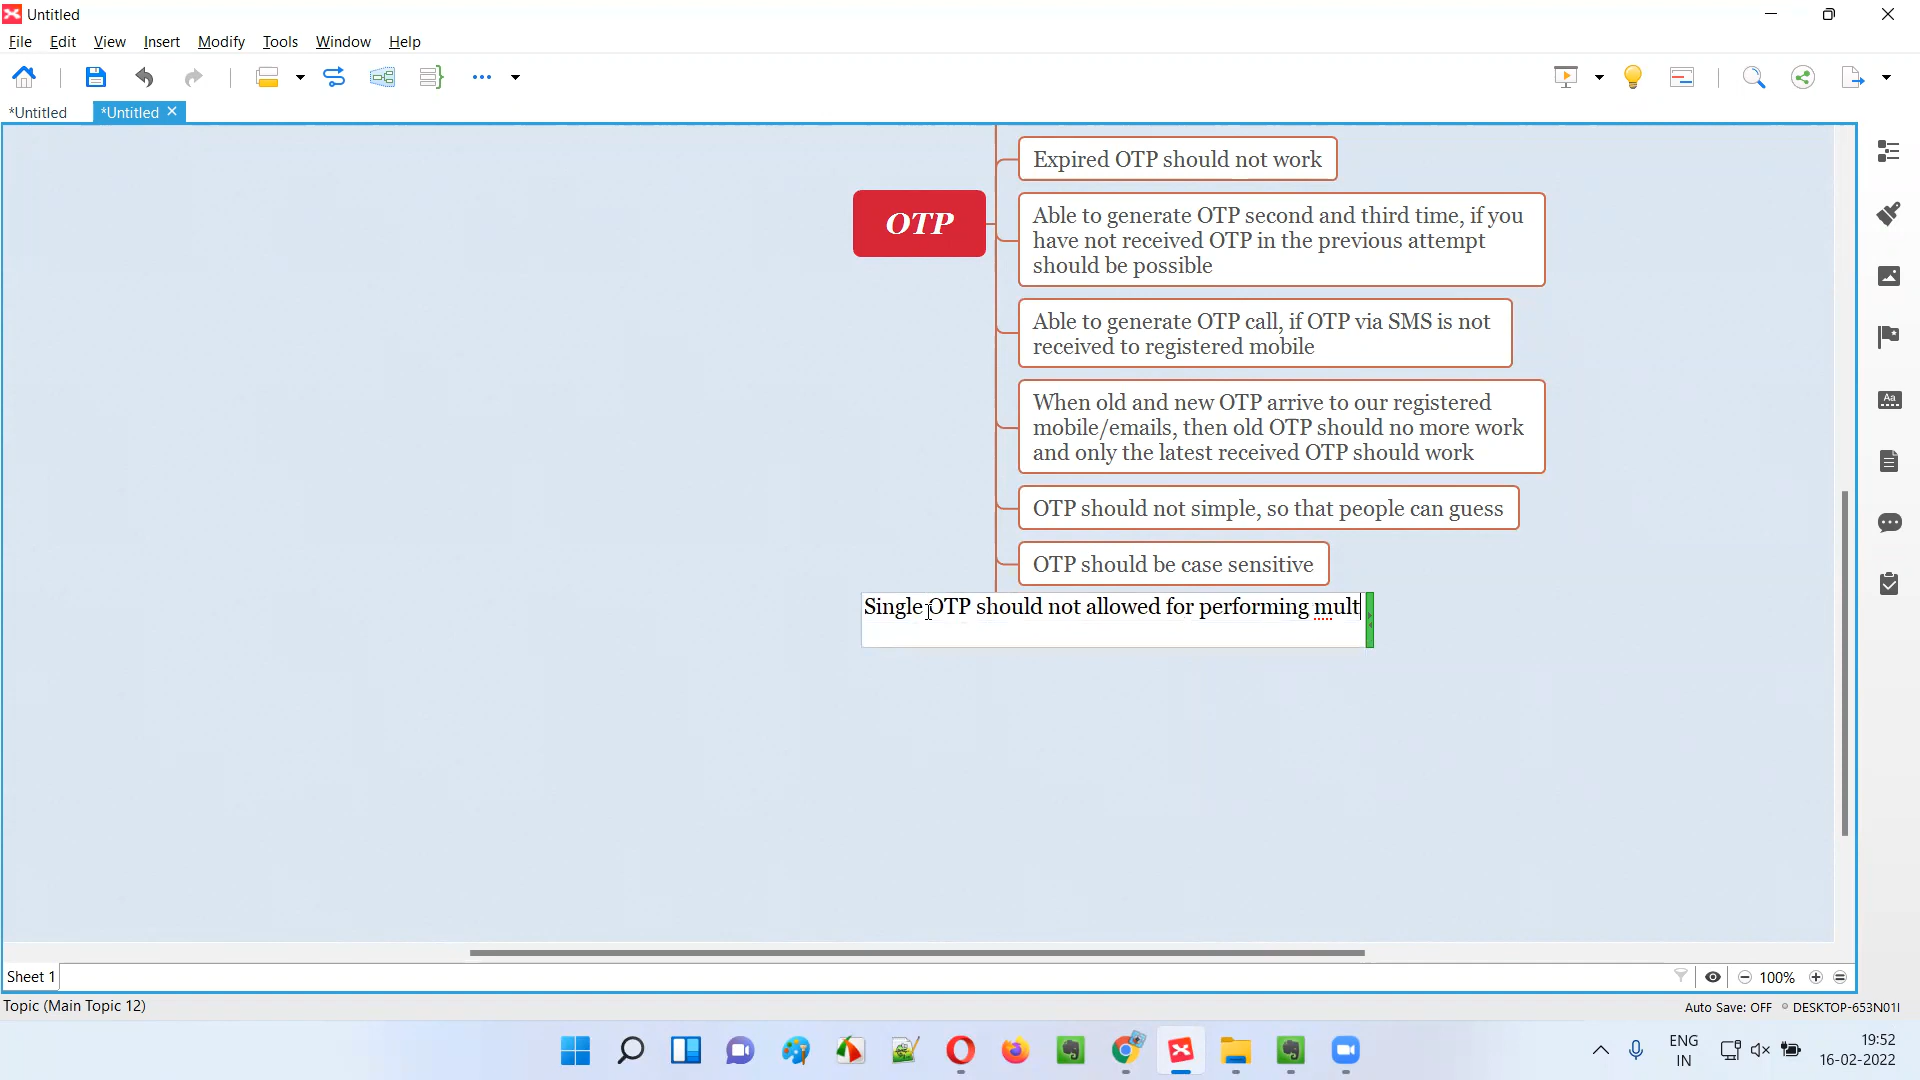 Untitled
File Edit View Insert Modify Tools Window Help
*Untitled *Untitled
Expired OTP should not work
OTP
Able to generate OTP second and third time, if you
have not received OTP in the previous attempt
should be possible
Able to generate OTP call, if OTP via SMS is not
received to registered mobile
When old and new OTP arrive to our registered
mobile/emails, then old OTP should no more work
and only the latest received OTP should work
OTP should not simple, so that people can guess
OTP should be case sensitive
Single OTP should not allowed for performing mult
Aa
Sheet 1
100%
Topic (Main Topic 12)
Auto Save: OFF DESKTOP-653N01I
ENG
IN
19:52
16-02-2022